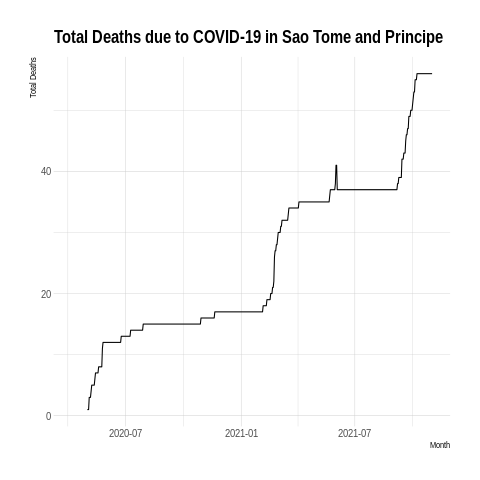 Total Deaths due to COVID-19 in Sao Tome and Principe
Total Deaths
40
20
0
2020-07 2021-01 2021-07
Month